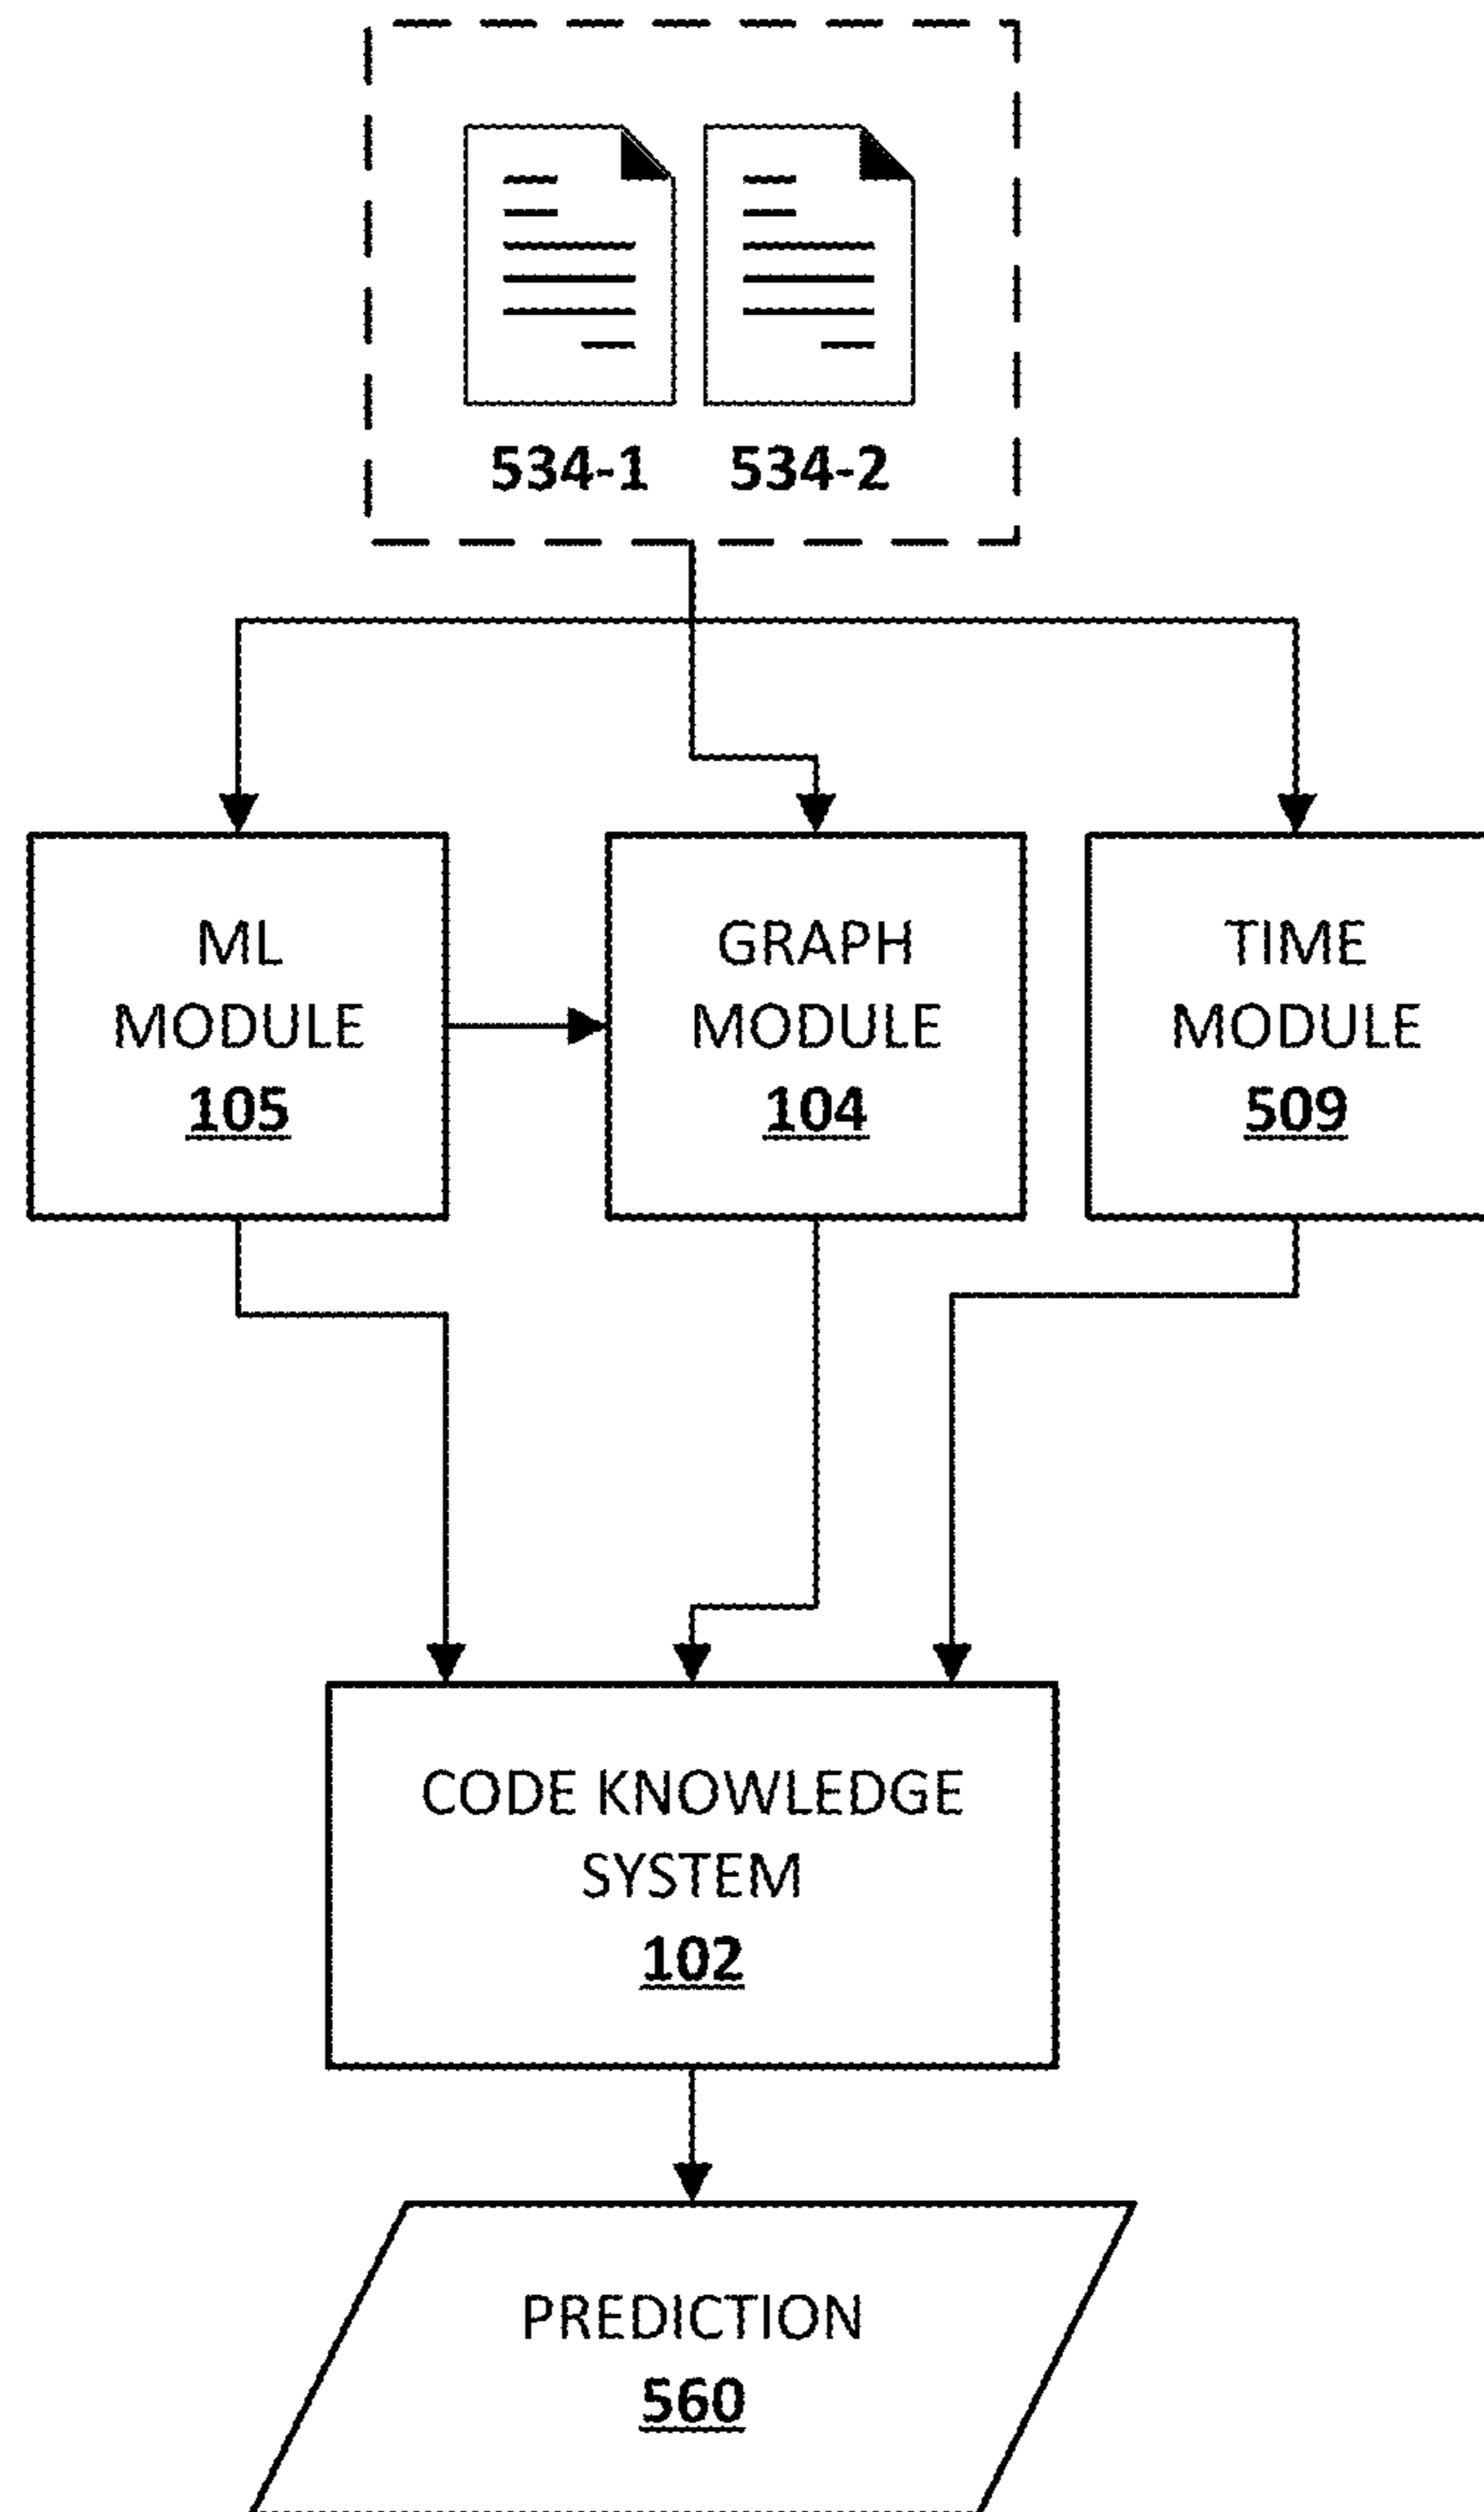 534-1 534-2
ML
MODULE
105
GRAPH
MODULE
104
TIME
MODULE
509
CODE KNOWLEDGE
SYSTEM
102
PREDICTION
560